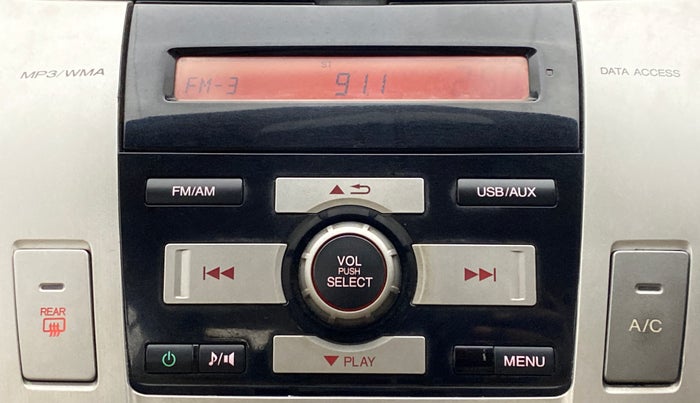 MP3/WMA
DATA ACCESS
ST
FM-3 91.1
FM/AM
USB/AUX
VOL
PUSH
SELECT
REAR
A/C
PLAY
MENU